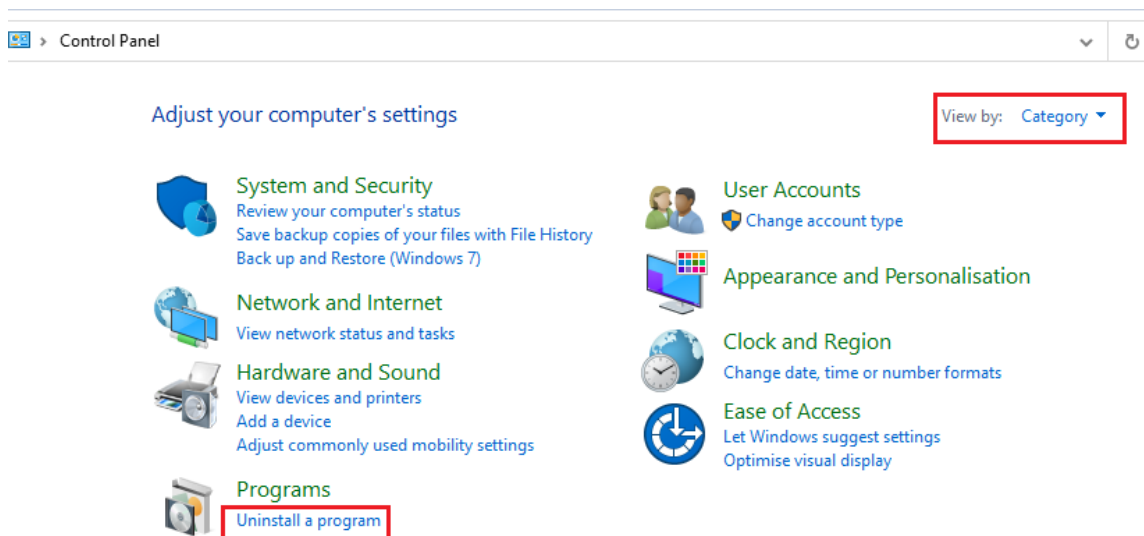 Control Panel
Adjust your computer's settings
View by: Category
System and Security
Review your computer's status
Save backup copies of your files with File History
Back up and Restore (Windows 7)
Network and Internet
View network status and tasks
Hardware and Sound
View devices and printers
Add a device
Adjust commonly used mobility settings
Programs
Uninstall a program
User Accounts
Change account type
Appearance and Personalisation
Clock and Region
Change date, time or number formats
Ease of Access
Let Windows suggest settings
Optimise visual display